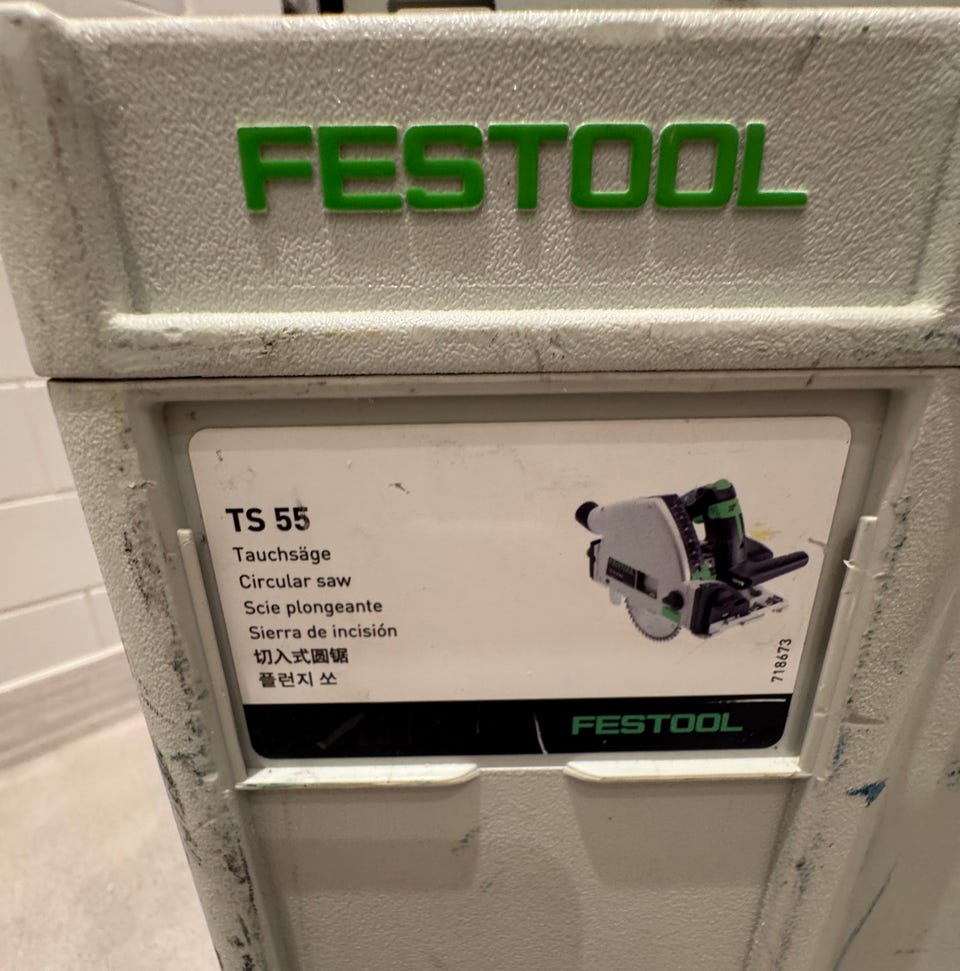 FESTOOL
TS 55
Tauchsäge
Circular saw
Scie plongeante
Sierra de incisión
切入式圆锯
플런지 쏘
718673
FESTOOL